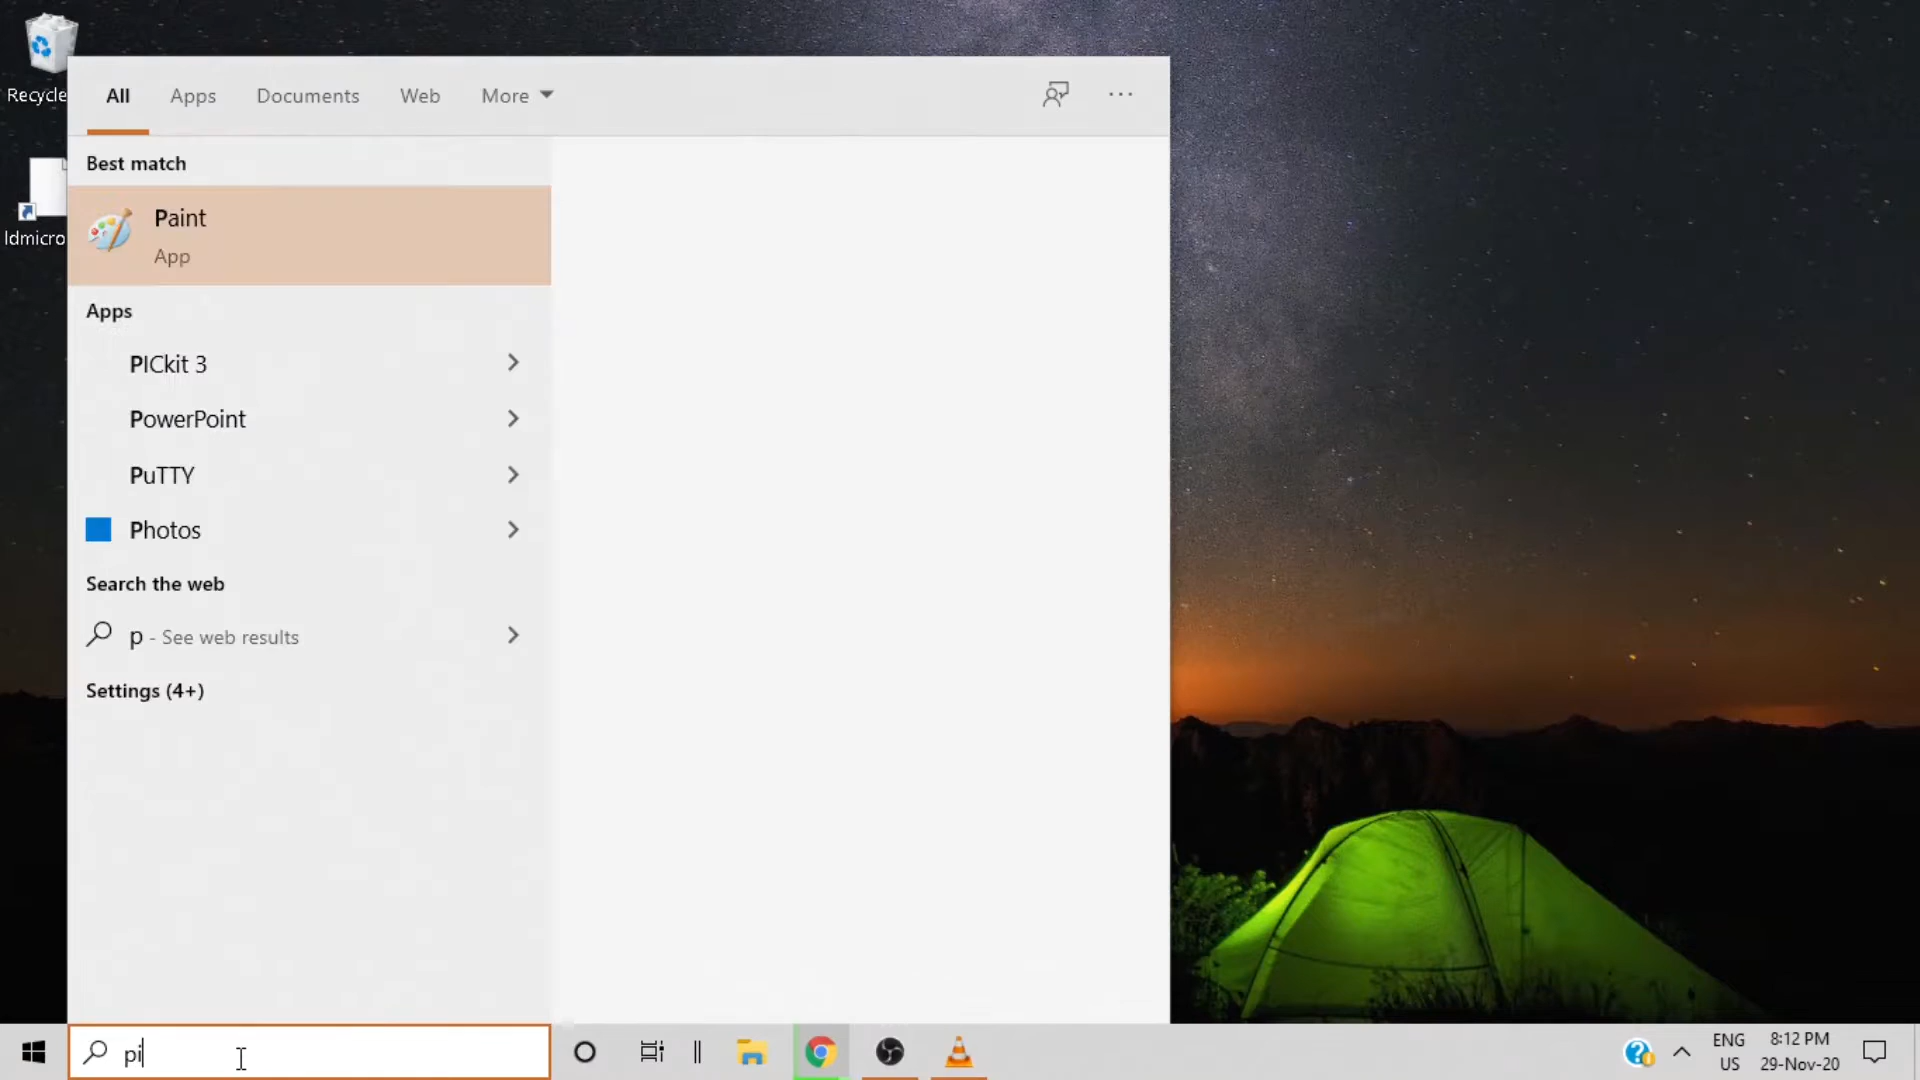 Recycle
ldmicro
All
Apps
Documents
Web
More
Best match
Paint
App
Apps
PICkit 3
PowerPoint
PuTTY
Photos
Search the web
p - See web results
Settings (4+)
pi
ENG
US
8:12 PM
29-Nov-20